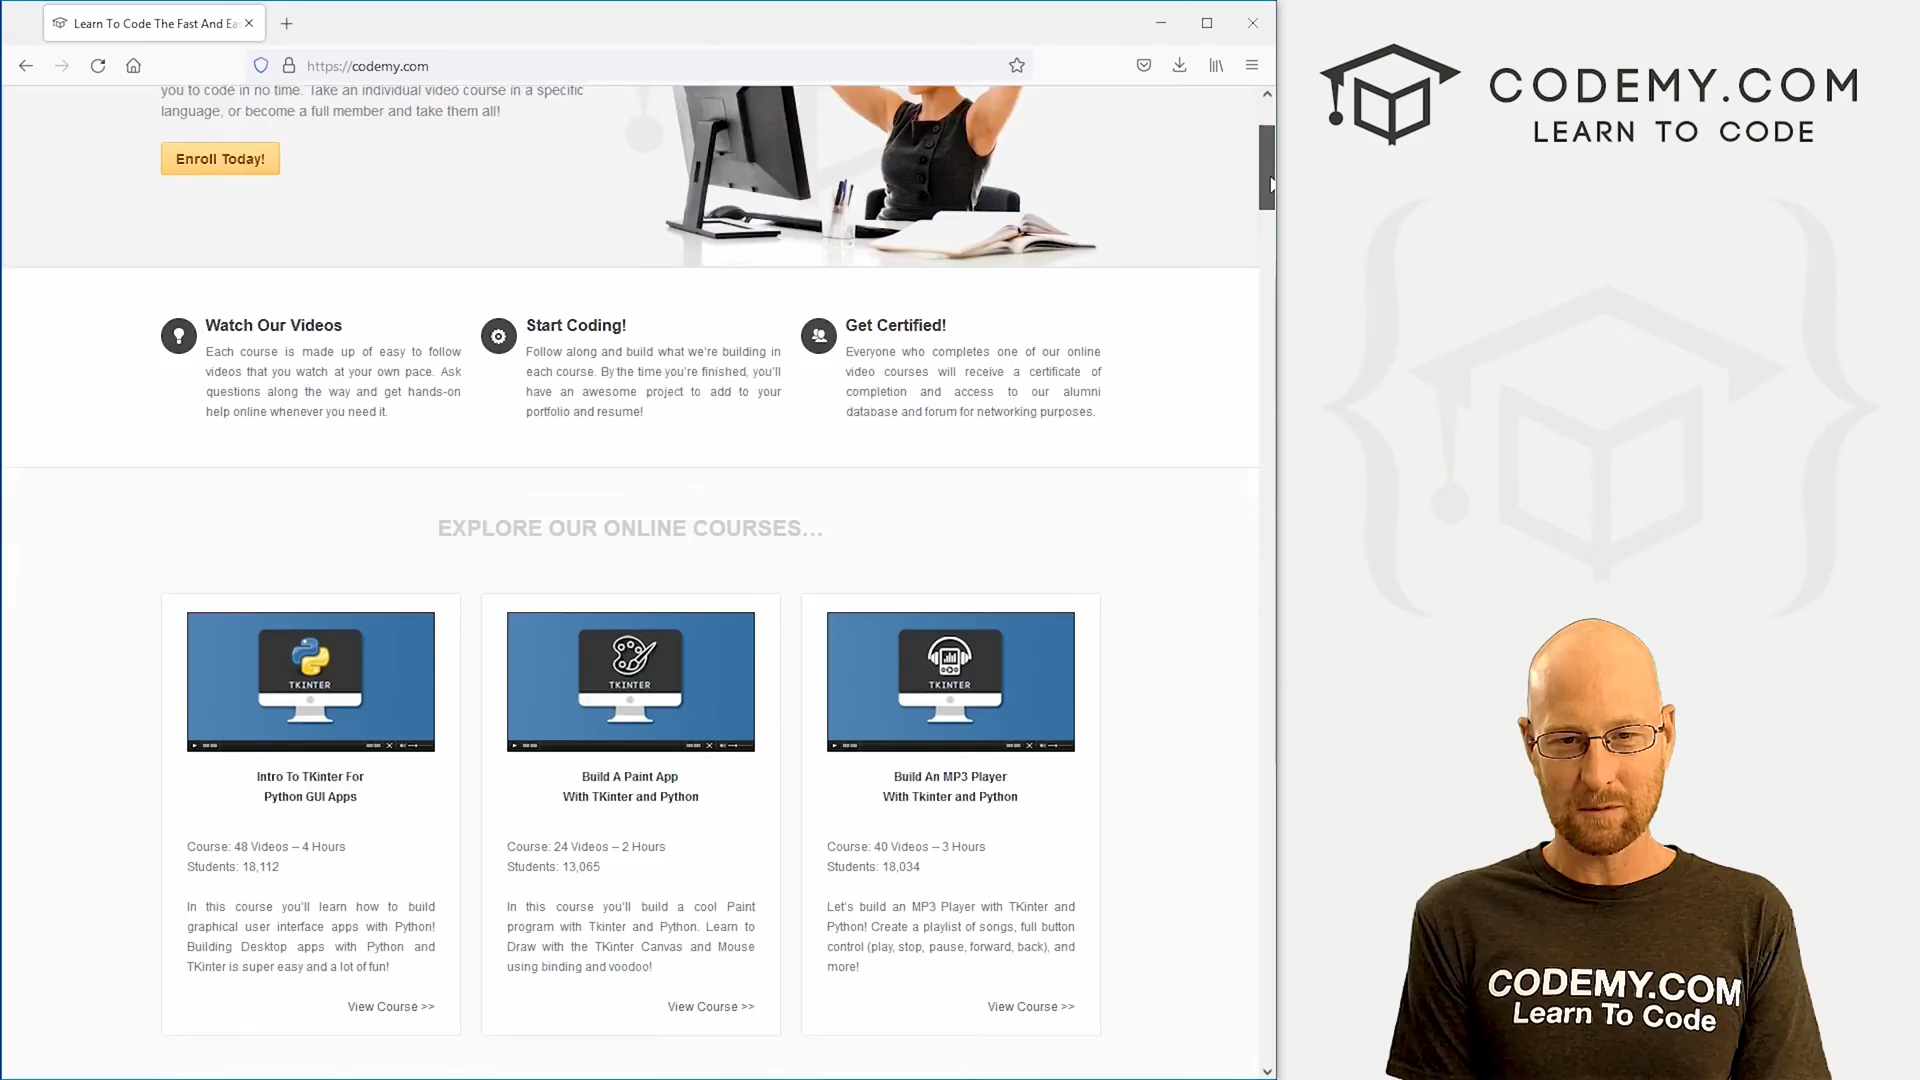 Learn To Code The Fast And Ea
https://codemy.com
you to code in no time. Take an individual video course in a specific
language, or become a full member and take them all!
Enroll Today!
CODEMY.COM
LEARN TO CODE
Watch Our Videos
Each course is made up of easy to follow
videos that you watch at your own pace. Ask
questions along the way and get hands-on
help online whenever you need it.
Start Coding!
Follow along and build what we're building in
each course. By the time you're finished, you'll
have an awesome project to add to your
portfolio and resume!
Get Certified!
Everyone who completes one of our online
video courses will receive a certificate of
completion and access to our alumni
database and forum for networking purposes.
EXPLORE OUR ONLINE COURSES...
TKINTER
00:00 00:00
Intro To TKinter For
Python GUI Apps
Course: 48 Videos – 4 Hours
Students: 18,112
In this course you'll learn how to build
graphical user interface apps with Python!
Building Desktop apps with Python and
TKinter is super easy and a lot of fun!
View Course >>
TKINTER
00:00 00:00
Build A Paint App
With TKinter and Python
Course: 24 Videos – 2 Hours
Students: 13,065
In this course you'll build a cool Paint
program with Tkinter and Python. Learn to
Draw with the TKinter Canvas and Mouse
using binding and voodoo!
View Course >>
TKINTER
00:00 00:00
Build An MP3 Player
With Tkinter and Python
Course: 40 Videos – 3 Hours
Students: 18,034
Let's build an MP3 Player with TKinter and
Python! Create a playlist of songs, full button
control (play, stop, pause, forward, back), and
more!
View Course >>
CODEMY.COM
Learn To Code